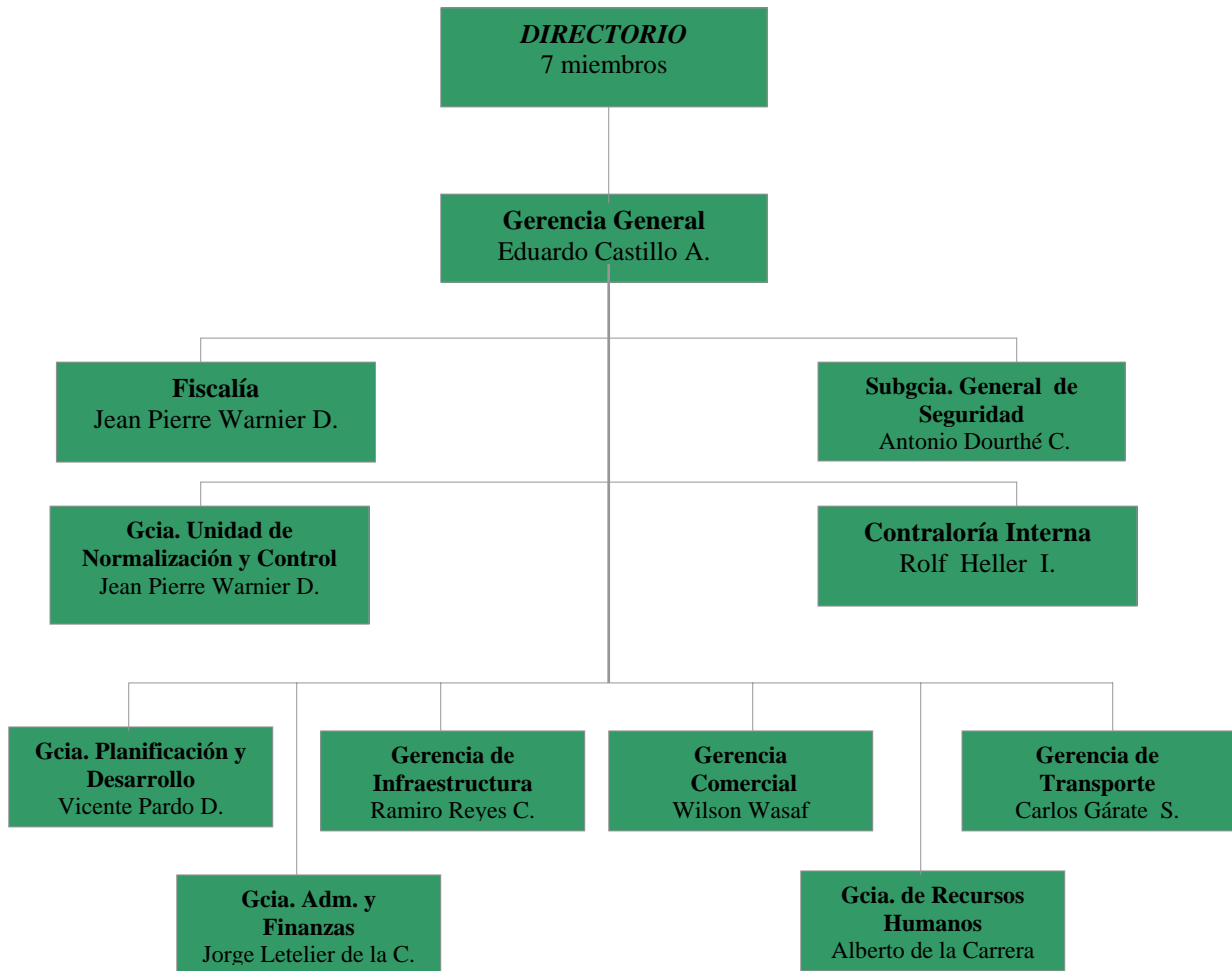 DIRECTORIO
7 miembros
Gerencia General
Eduardo Castillo A.
Fiscalía
Jean Pierre Warnier D.
Subgcia. General de
Seguridad
Antonio Dourthé C.
Gcia. Unidad de
Normalización y Control
Jean Pierre Warnier D.
Contraloría Interna
Rolf Heller I.
Gcia. Planificación y
Desarrollo
Vicente Pardo D.
Gerencia de
Infraestructura
Ramiro Reyes C.
Gerencia
Comercial
Wilson Wasaf
Gerencia de
Transporte
Carlos Gárate S.
Gcia. Adm. y
Finanzas
Jorge Letelier de la C.
Gcia. de Recursos
Humanos
Alberto de la Carrera